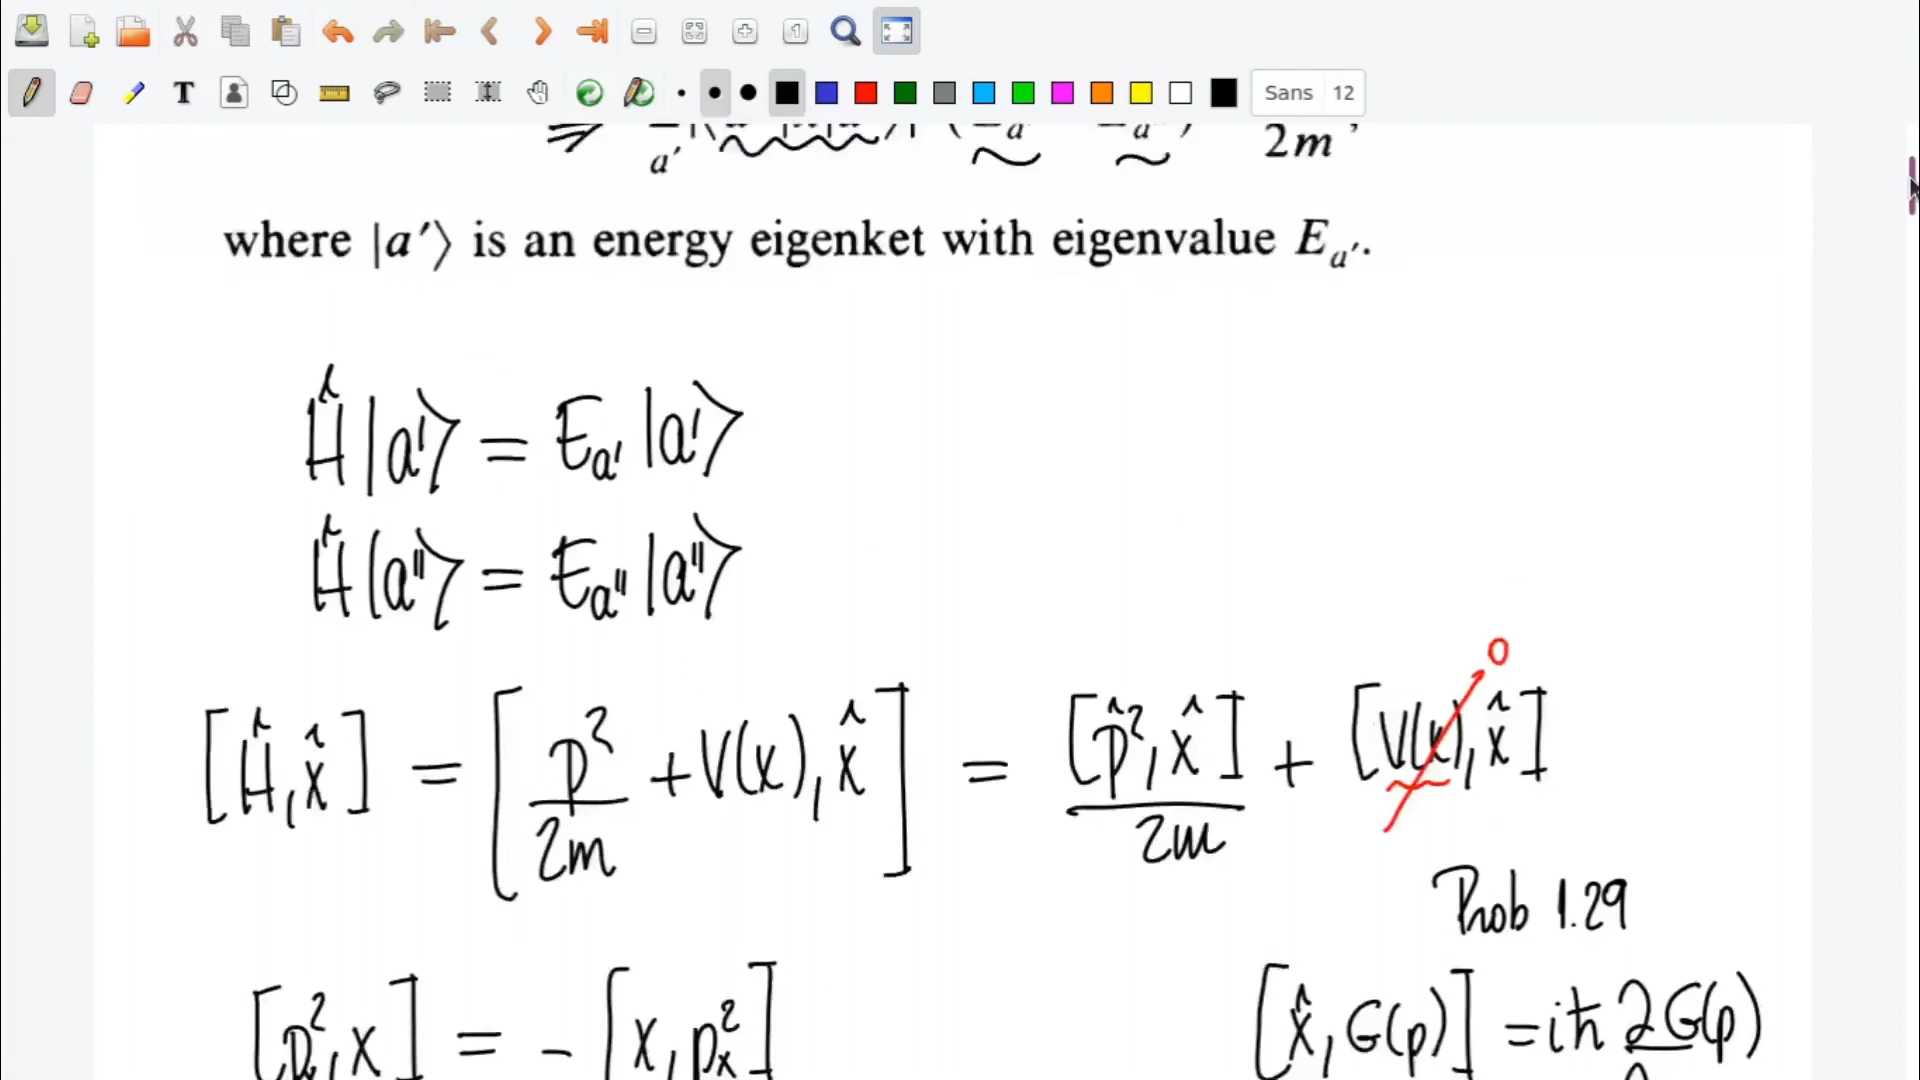 T Sans 12
a' a a 2m,
where |a'⟩ is an energy eigenket with eigenvalue E_a'.
Ĥ|a'⟩ = E_a' |a'⟩
Ĥ|a''⟩ = E_a'' |a''⟩
0
[Ĥ, x̂] = [p²/2m + V(x), x̂] = [p̂², x̂]/2m + [V(x), x̂]
Prob 1.29
[p², x] = - [x, p_x²] [x̂, G(p)] = iħ ∂G(p)